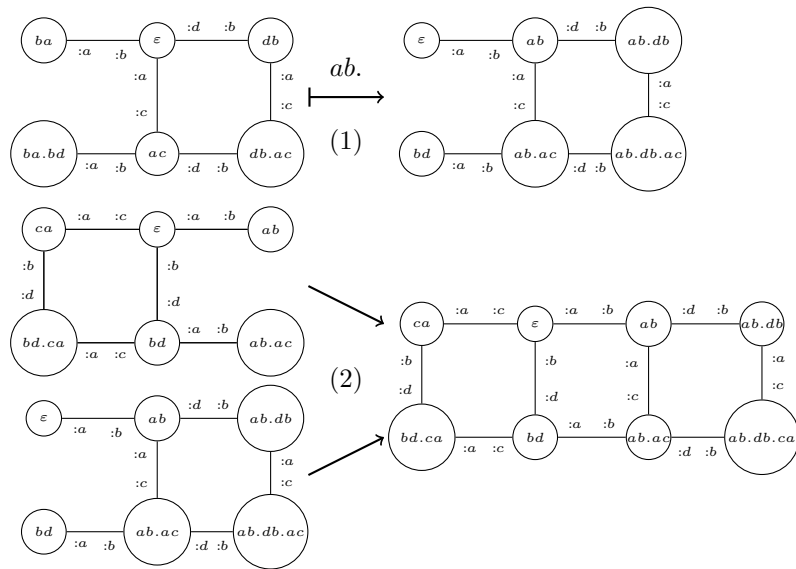 ba :a :b ε :d :b db
:a :c :a :c
ba.bd :a :b ac :d :b db.ac
ab.
(1)
ε :a :b ab :d :b ab.db
:a :c :a :c
bd :a :b ab.ac :d :b ab.db.ac
ca :a :c ε :a :b ab
:b :d :b :d
bd.ca :a :c bd :a :b ab.ac
(2)
ε :a :b ab :d :b ab.db
:a :c :a :c
bd :a :b ab.ac :d :b ab.db.ac
ca :a :c ε :a :b ab :d :b ab.db
:b :d :b :d :a :c :a :c
bd.ca :a :c bd :a :b ab.ac :d :b ab.db.ca